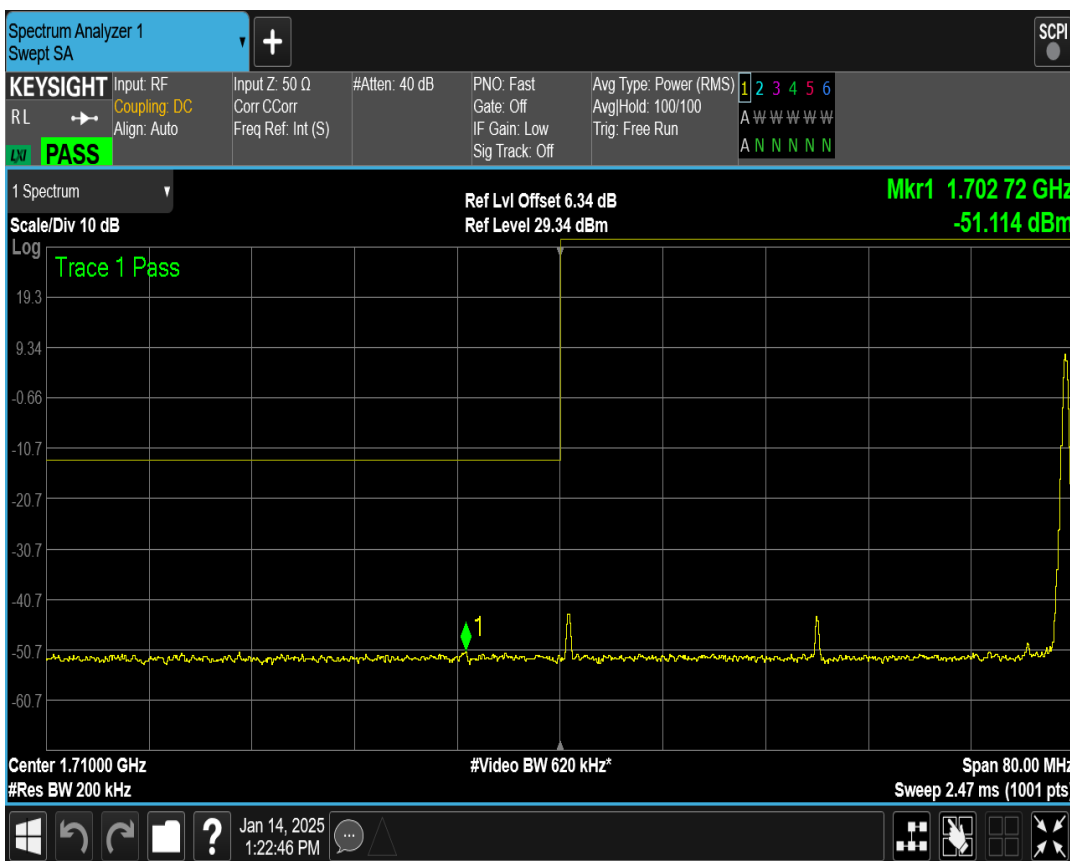 Spectrum Analyzer 1
Swept SA
+
SCPI
KEYSIGHT
RL
LXI PASS
Input: RF
Coupling: DC
Align: Auto
Input Z: 50 Ω
Corr CCorr
Freq Ref: Int (S)
#Atten: 40 dB
PNO: Fast
Gate: Off
IF Gain: Low
Sig Track: Off
Avg Type: Power (RMS)
Avg|Hold: 100/100
Trig: Free Run
1 2 3 4 5 6
A W W W W W
A N N N N N
1 Spectrum
Scale/Div 10 dB
Ref Lvl Offset 6.34 dB
Ref Level 29.34 dBm
Mkr1 1.702 72 GHz
-51.114 dBm
Log
Trace 1 Pass
19.3
9.34
-0.66
-10.7
-20.7
-30.7
-40.7
-50.7
-60.7
1
Center 1.71000 GHz
#Res BW 200 kHz
#Video BW 620 kHz*
Span 80.00 MHz
Sweep 2.47 ms (1001 pts)
?
Jan 14, 2025
1:22:46 PM